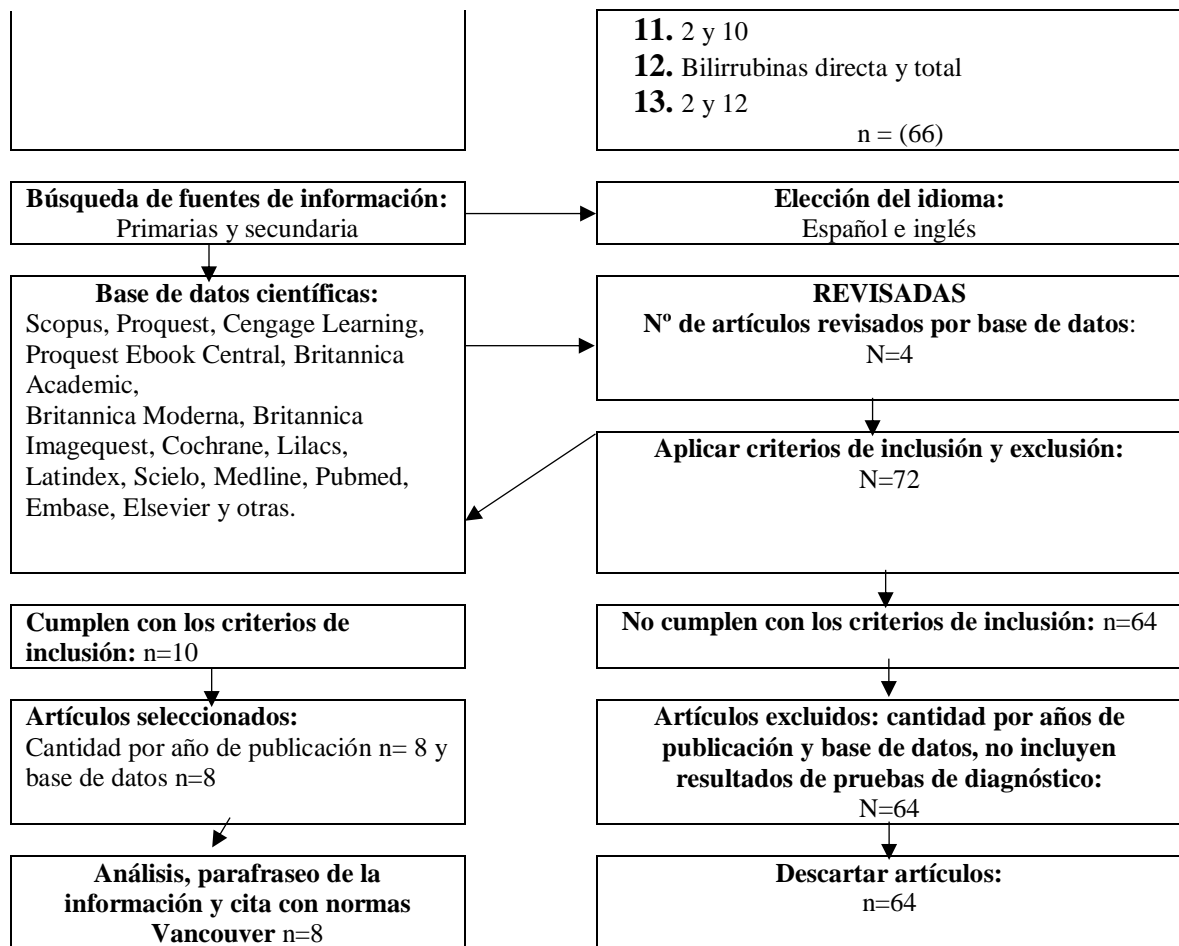 11. 2 y 10
12. Bilirrubinas directa y total
13. 2 y 12
n = (66)
Búsqueda de fuentes de información:
Primarias y secundaria
Elección del idioma:
Español e inglés
Base de datos científicas:
Scopus, Proquest, Cengage Learning,
Proquest Ebook Central, Britannica
Academic,
Britannica Moderna, Britannica
Imagequest, Cochrane, Lilacs,
Latindex, Scielo, Medline, Pubmed,
Embase, Elsevier y otras.
REVISADAS
Nº de artículos revisados por base de datos:
N=4
Aplicar criterios de inclusión y exclusión:
N=72
Cumplen con los criterios de
inclusión: n=10
No cumplen con los criterios de inclusión: n=64
Artículos seleccionados:
Cantidad por año de publicación n= 8 y
base de datos n=8
Artículos excluidos: cantidad por años de
publicación y base de datos, no incluyen
resultados de pruebas de diagnóstico:
N=64
Análisis, parafraseo de la
información y cita con normas
Vancouver n=8
Descartar artículos:
n=64